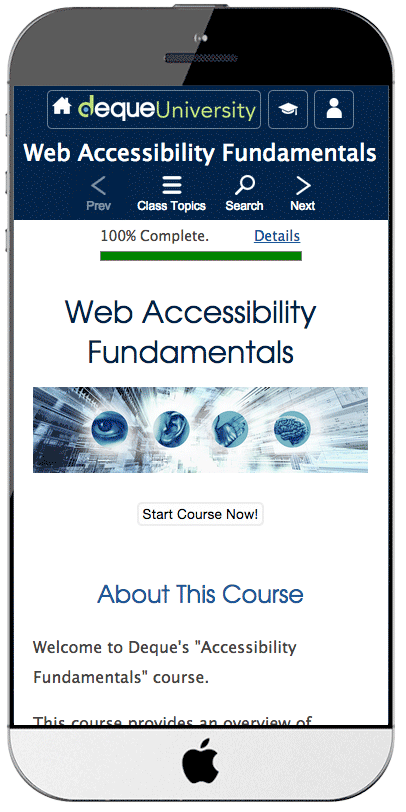 dequeUniversity
Web Accessibility Fundamentals
Prev Class Topics Search Next
100% Complete. Details
Web Accessibility
Fundamentals
Start Course Now!
About This Course
Welcome to Deque's "Accessibility
Fundamentals" course.
This course provides an overview of